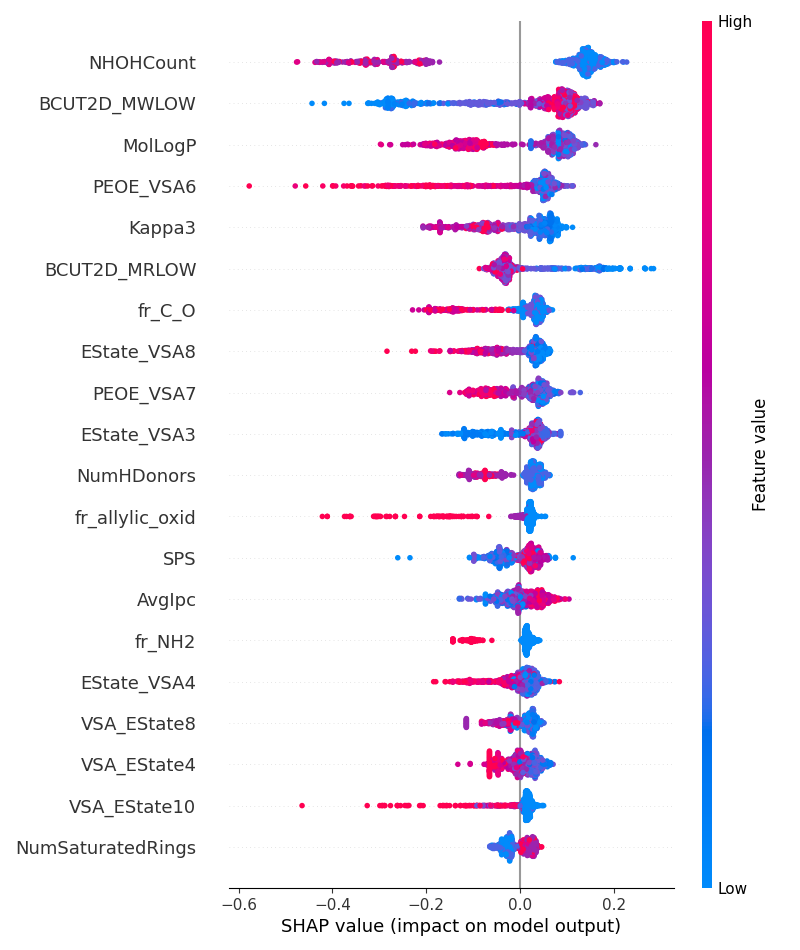 High
NHOHCount
BCUT2D_MWLOW
MolLogP
PEOE_VSA6
Kappa3
BCUT2D_MRLOW
fr_C_O
EState_VSA8
PEOE_VSA7
EState_VSA3
NumHDonors
fr_allylic_oxid
SPS
AvgIpc
fr_NH2
EState_VSA4
VSA_EState8
VSA_EState4
VSA_EState10
NumSaturatedRings
Feature value
Low
−0.6 −0.4 −0.2 0.0 0.2
SHAP value (impact on model output)